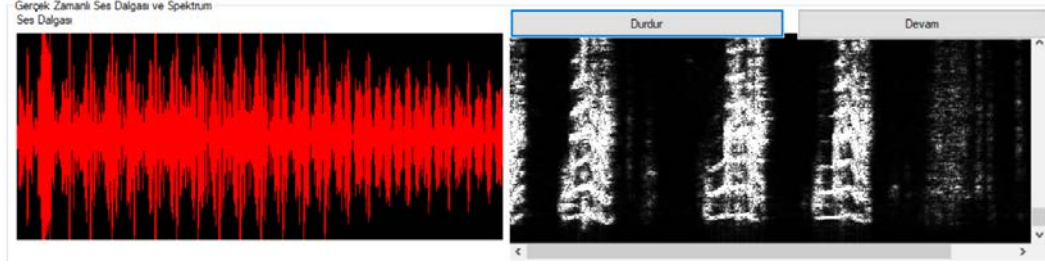 Gerçek Zamanlı Ses Dalgası ve Spektrum
Ses Dalgası
Durdur
Devam